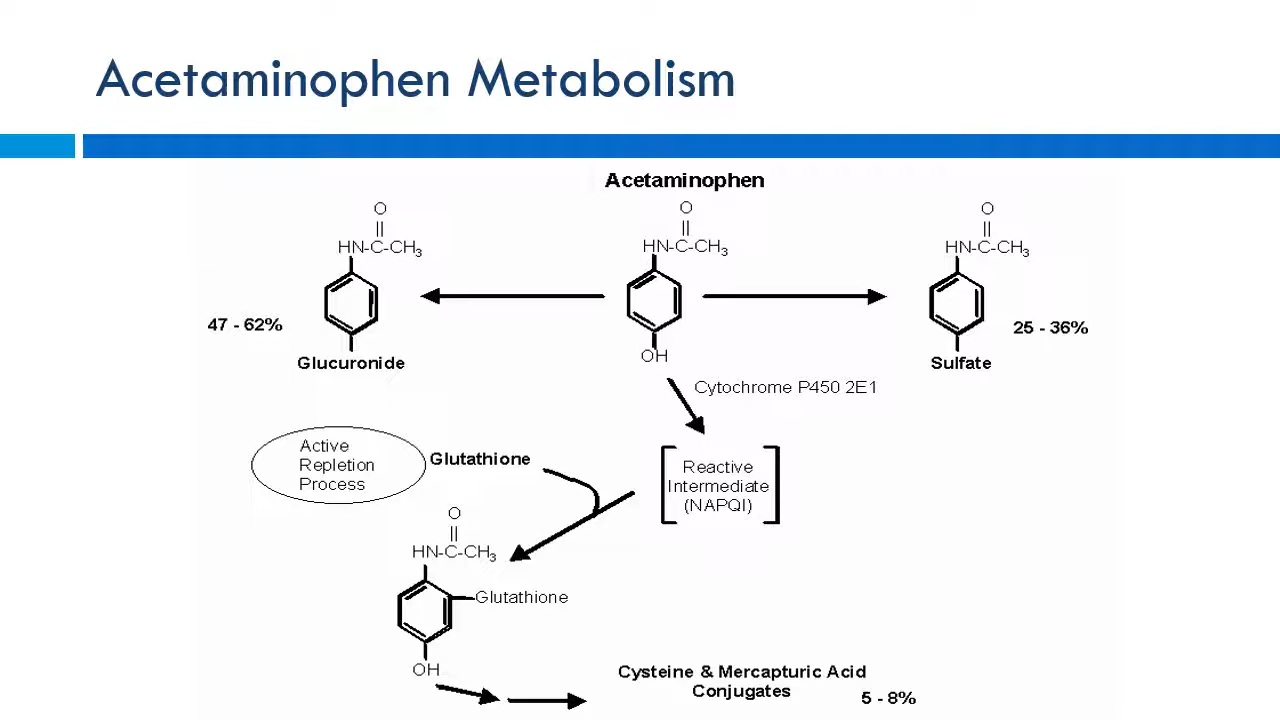 Acetaminophen Metabolism
Acetaminophen
O
HN-C-CH3
O
HN-C-CH3
O
HN-C-CH3
47 - 62%
25 - 36%
Glucuronide
OH
Sulfate
Cytochrome P450 2E1
Active
Repletion
Process
Glutathione
Reactive
Intermediate
(NAPQI)
O
HN-C-CH3
Glutathione
OH
Cysteine & Mercapturic Acid
Conjugates
5 - 8%